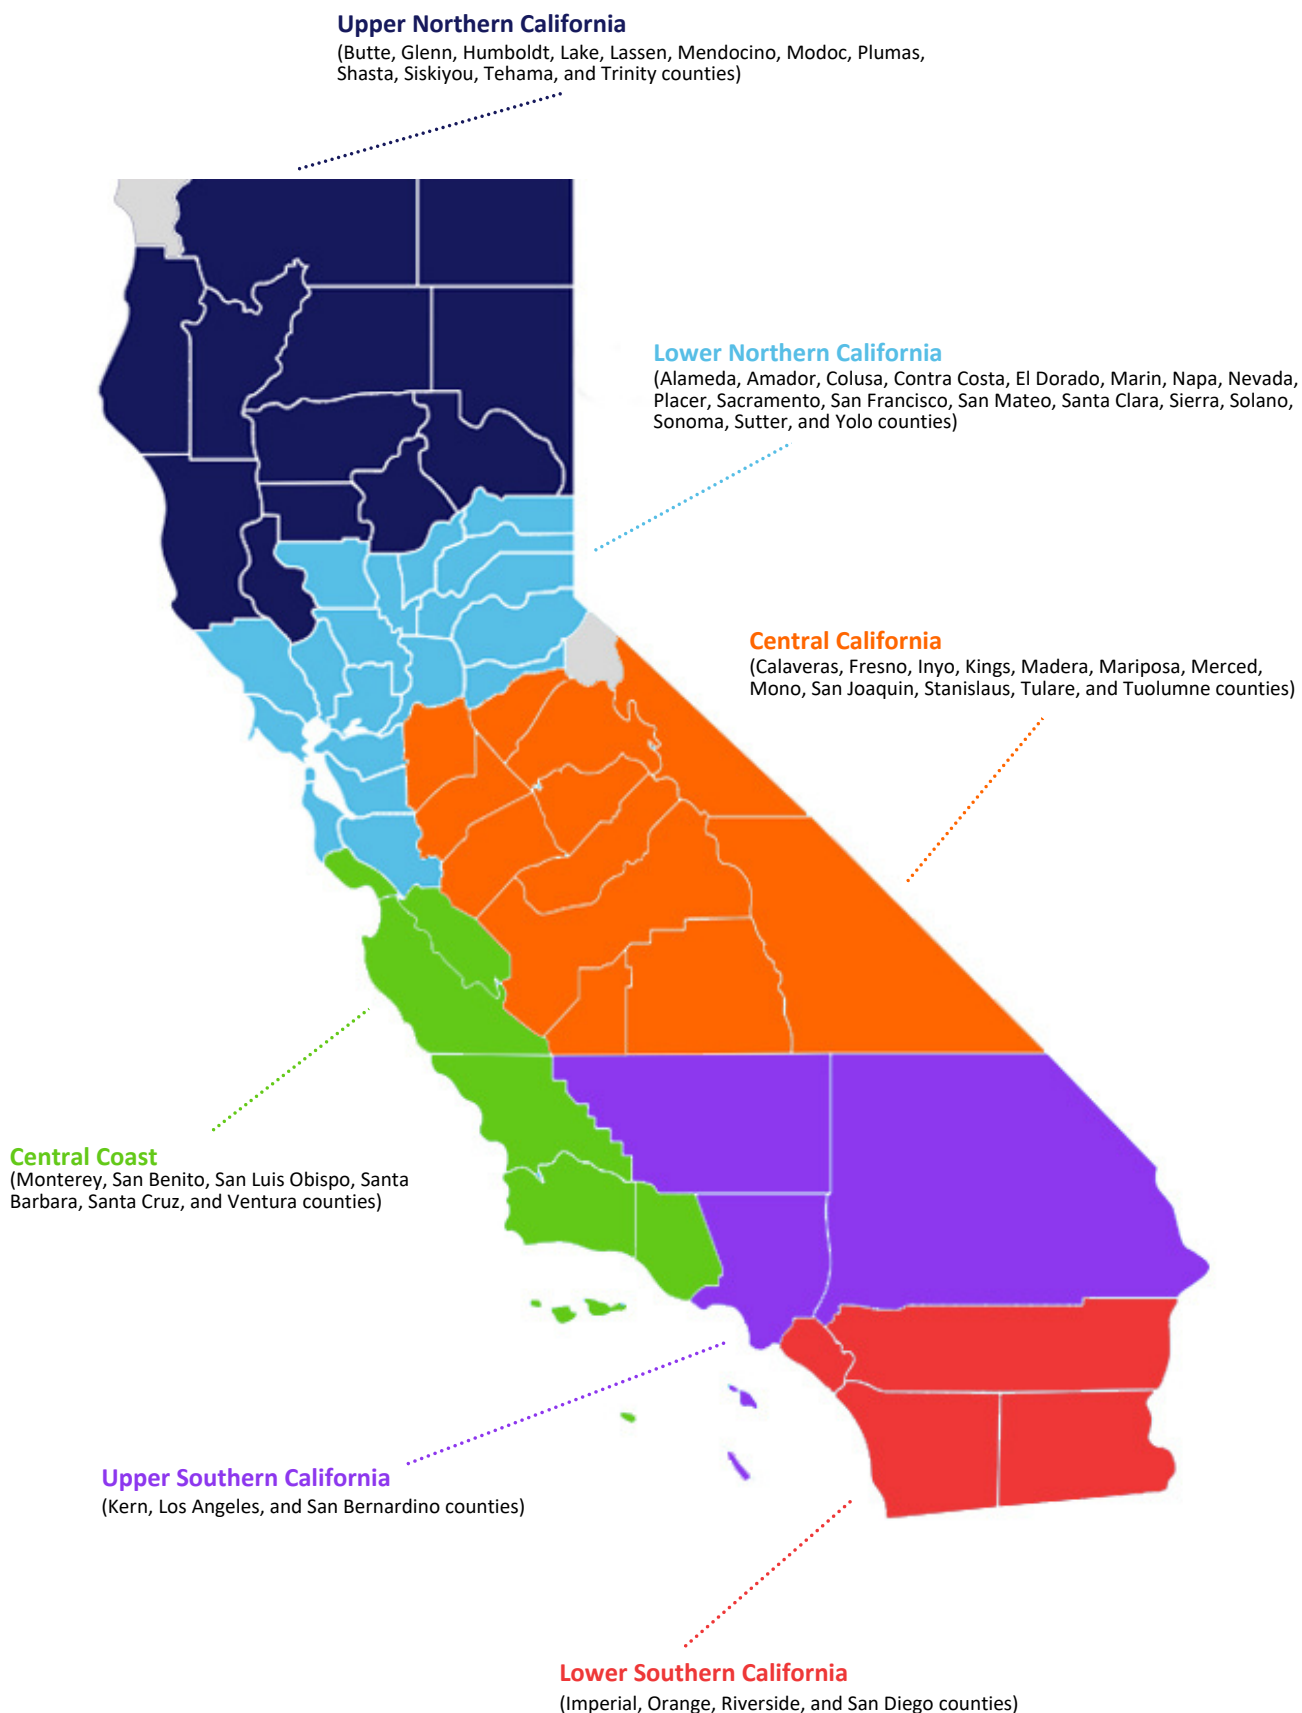 Upper Northern California
(Butte, Glenn, Humboldt, Lake, Lassen, Mendocino, Modoc, Plumas,
Shasta, Siskiyou, Tehama, and Trinity counties)
Lower Northern California
(Alameda, Amador, Colusa, Contra Costa, El Dorado, Marin, Napa, Nevada,
Placer, Sacramento, San Francisco, San Mateo, Santa Clara, Sierra, Solano,
Sonoma, Sutter, and Yolo counties)
Central California
(Calaveras, Fresno, Inyo, Kings, Madera, Mariposa, Merced,
Mono, San Joaquin, Stanislaus, Tulare, and Tuolumne counties)
Central Coast
(Monterey, San Benito, San Luis Obispo, Santa
Barbara, Santa Cruz, and Ventura counties)
Upper Southern California
(Kern, Los Angeles, and San Bernardino counties)
Lower Southern California
(Imperial, Orange, Riverside, and San Diego counties)